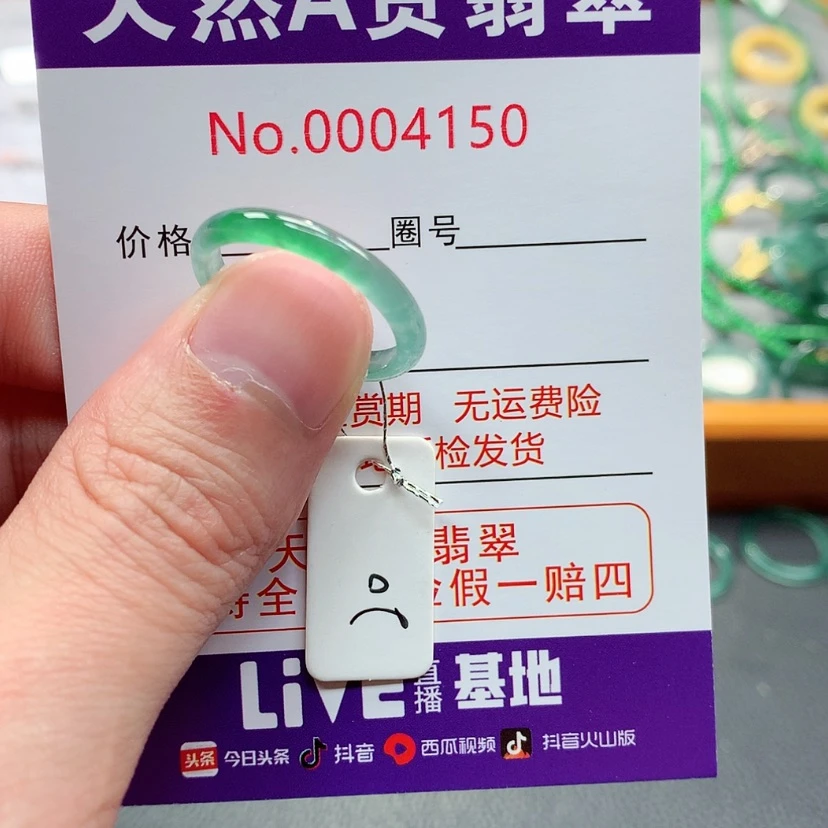 天然A货翡翠
No.0004150
价格 圈号
赏期 无运费险
检发货
天 翡翠
全 假一赔四
LiVE 直播 基地
头条 今日头条 抖音 西瓜视频 抖音火山版